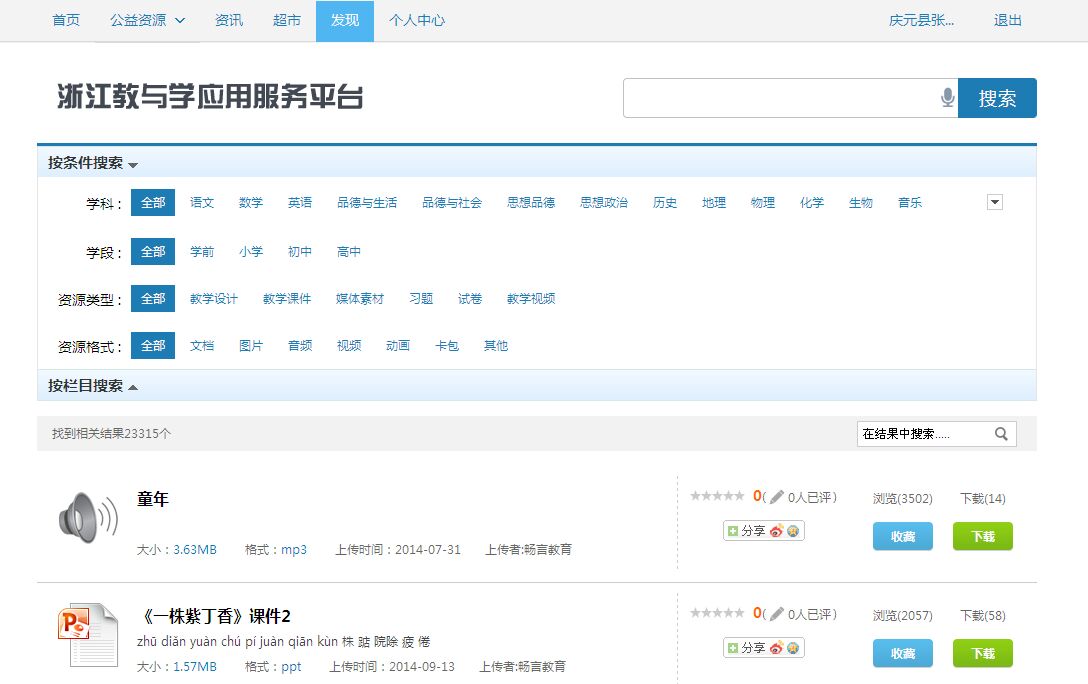 首页 公益资源 资讯 超市 发现 个人中心 庆元县张... 退出
浙江教与学应用服务平台 搜索
按条件搜索
学科： 全部 语文 数学 英语 品德与生活 品德与社会 思想品德 思想政治 历史 地理 物理 化学 生物 音乐
学段： 全部 学前 小学 初中 高中
资源类型： 全部 教学设计 教学课件 媒体素材 习题 试卷 教学视频
资源格式： 全部 文档 图片 音频 视频 动画 卡包 其他
按栏目搜索
找到相关结果23315个 在结果中搜索.....
童年 0( 0人已评) 浏览(3502) 下载(14)
分享 收藏 下载
大小：3.63MB 格式：mp3 上传时间：2014-07-31 上传者:畅言教育
《一株紫丁香》课件2 0( 0人已评) 浏览(2057) 下载(58)
zhū diǎn yuàn chú pí juàn qiān kùn 株 踮 院除 疲 倦
分享 收藏 下载
大小：1.57MB 格式：ppt 上传时间：2014-09-13 上传者:畅言教育